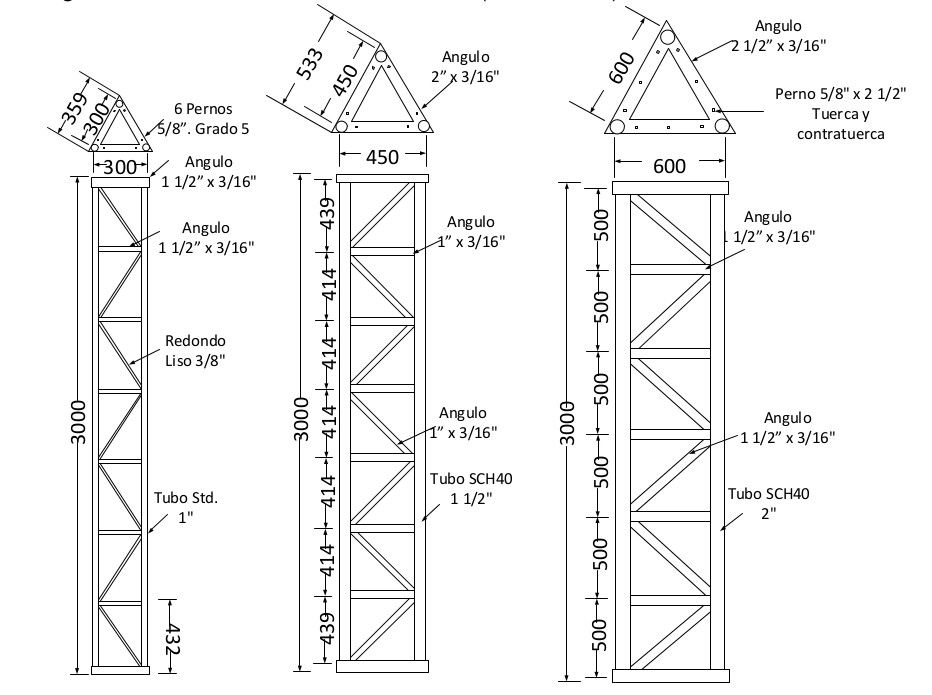 359
300
6 Pernos
5/8”. Grado 5
300
Angulo
1 1/2” x 3/16"
Angulo
1 1/2” x 3/16"
Redondo
Liso 3/8"
3000
Tubo Std.
1"
432
533
450
Angulo
2” x 3/16"
450
439
414
414
414
414
414
439
3000
Angulo
1” x 3/16"
Angulo
1” x 3/16"
Tubo SCH40
1 1/2"
600
Angulo
2 1/2” x 3/16"
Perno 5/8" x 2 1/2"
Tuerca y
contratuerca
600
500
500
500
500
500
500
3000
Angulo
1 1/2” x 3/16"
Angulo
1 1/2” x 3/16"
Tubo SCH40
2"